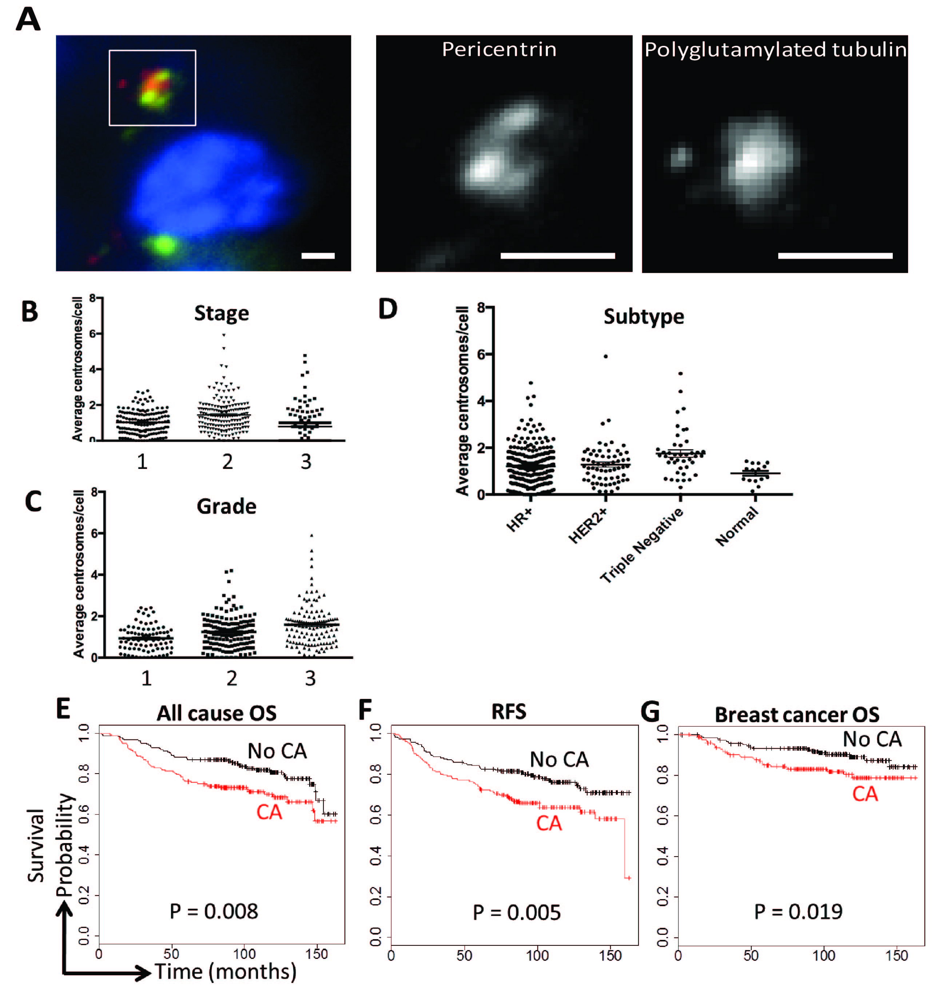 A
Pericentrin
Polyglutamylated tubulin
B
Stage
Average centrosomes/cell
8
6
4
2
0
1 2 3
C
Grade
Average centrosomes/cell
8
6
4
2
0
1 2 3
D
Subtype
Average centrosomes/cell
8
6
4
2
0
HR+
HER2+
Triple Negative
Normal
E
All cause OS
No CA
CA
P = 0.008
1.0
0.8
0.6
0.4
0.2
0.0
0 50 100 150
Survival
Probability
Time (months)
F
RFS
No CA
CA
P = 0.005
1.0
0.8
0.6
0.4
0.2
0.0
0 50 100 150
G
Breast cancer OS
No CA
CA
P = 0.019
1.0
0.8
0.6
0.4
0.2
0.0
0 50 100 150